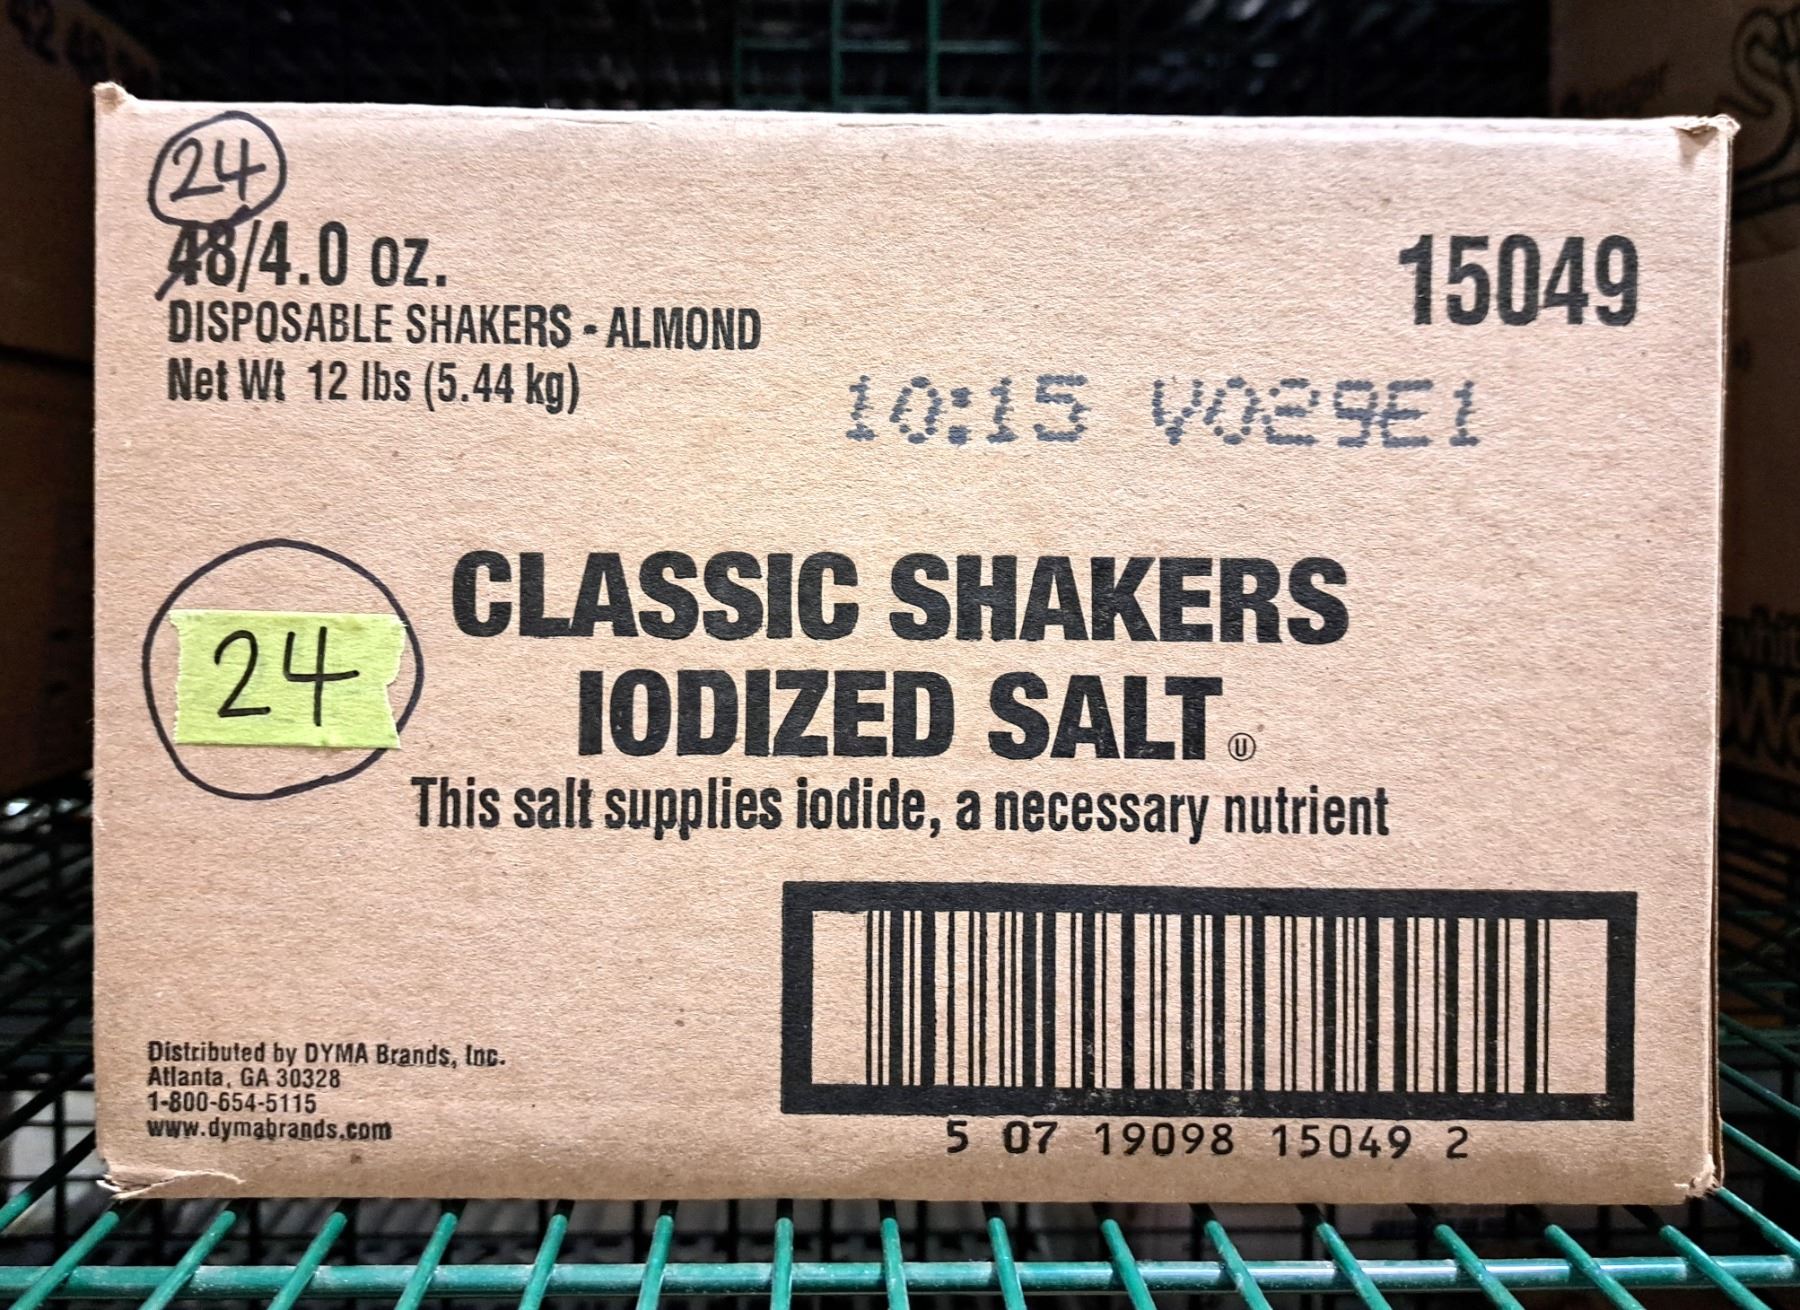 24
48/4.0 oz.
DISPOSABLE SHAKERS - ALMOND
Net Wt 12 lbs (5.44 kg)
15049
10:15 V029E1
24
CLASSIC SHAKERS
IODIZED SALT Ⓤ
This salt supplies iodide, a necessary nutrient
Distributed by DYMA Brands, Inc.
Atlanta, GA 30328
1-800-654-5115
www.dymabrands.com
5 07 19098 15049 2